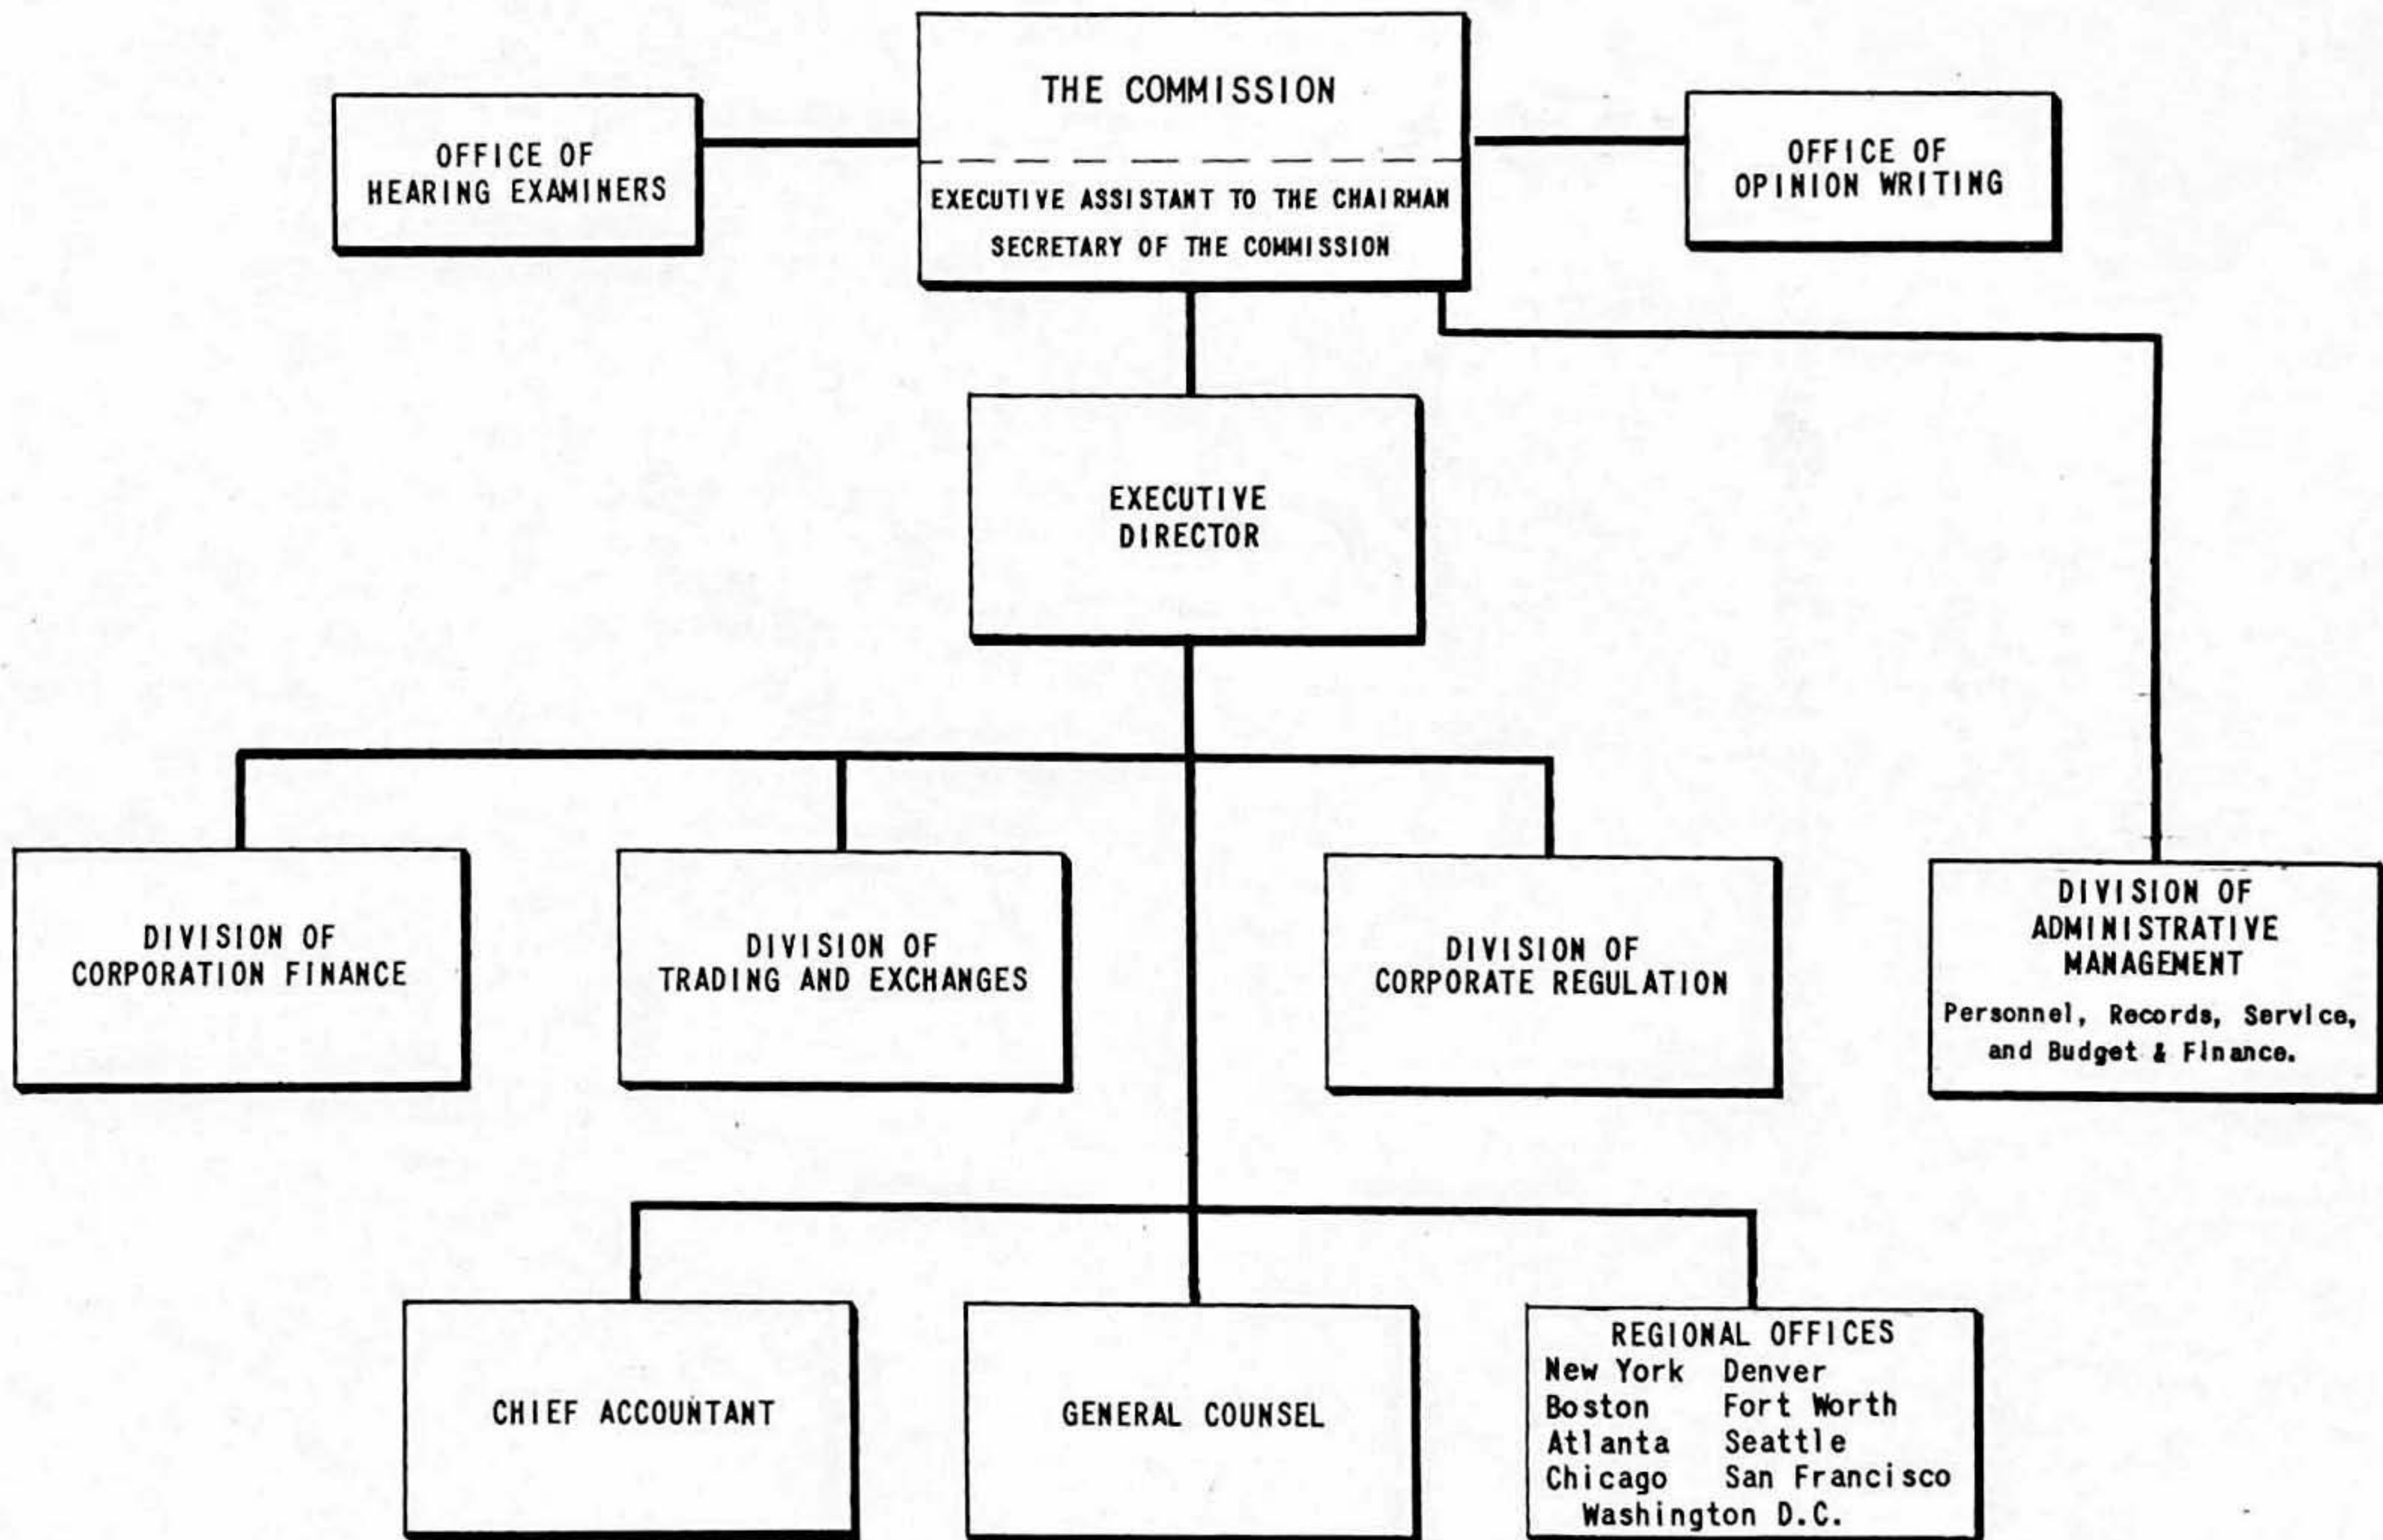 THE COMMISSION
EXECUTIVE ASSISTANT TO THE CHAIRMAN
SECRETARY OF THE COMMISSION
OFFICE OF
HEARING EXAMINERS
OFFICE OF
OPINION WRITING
EXECUTIVE
DIRECTOR
DIVISION OF
CORPORATION FINANCE
DIVISION OF
TRADING AND EXCHANGES
DIVISION OF
CORPORATE REGULATION
DIVISION OF
ADMINISTRATIVE
MANAGEMENT
Personnel, Records, Service,
and Budget & Finance.
CHIEF ACCOUNTANT
GENERAL COUNSEL
REGIONAL OFFICES
New York Denver
Boston Fort Worth
Atlanta Seattle
Chicago San Francisco
Washington D.C.